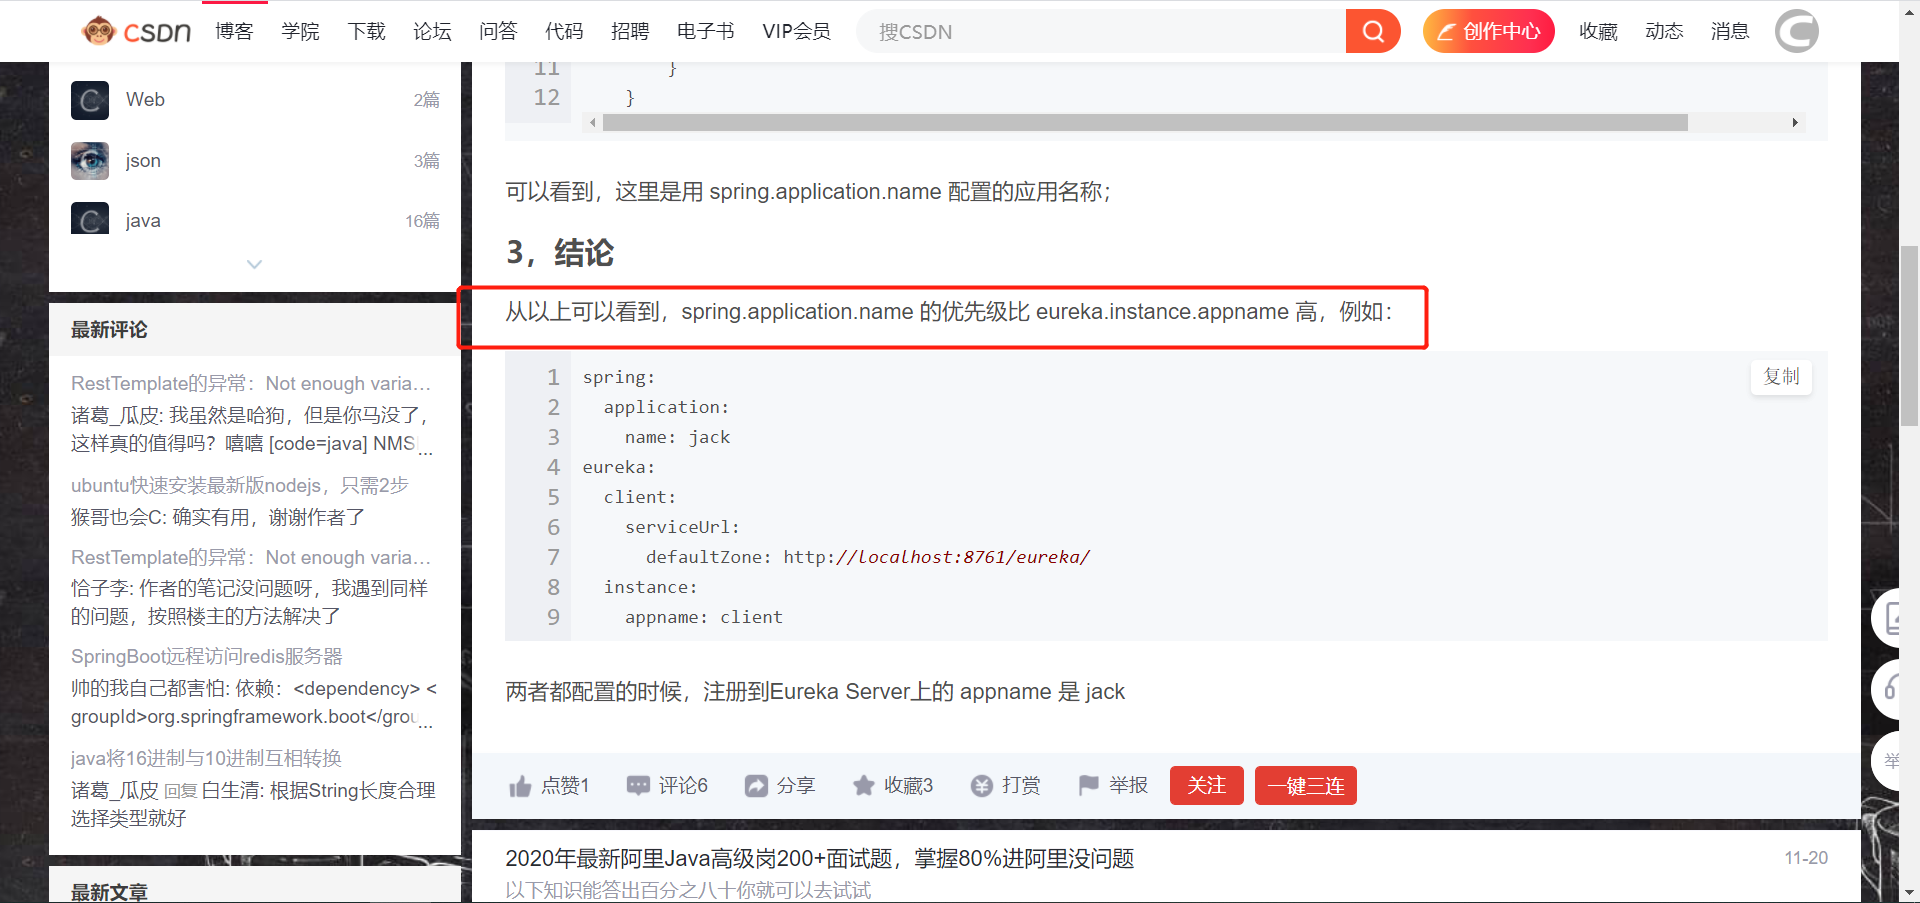 CSDN 博客 学院 下载 论坛 问答 代码 招聘 电子书 VIP会员 搜CSDN 创作中心 收藏 动态 消息
Web 2篇
json 3篇
java 16篇
最新评论
RestTemplate的异常：Not enough varia...
诸葛_瓜皮: 我虽然是哈狗，但是你马没了，
这样真的值得吗？嘻嘻 [code=java] NMS...
ubuntu快速安装最新版nodejs，只需2步
猴哥也会C: 确实有用，谢谢作者了
RestTemplate的异常：Not enough varia...
恰子李: 作者的笔记没问题呀，我遇到同样
的问题，按照楼主的方法解决了
SpringBoot远程访问redis服务器
帅的我自己都害怕: 依赖：<dependency> <
groupId>org.springframework.boot</grou...
java将16进制与10进制互相转换
诸葛_瓜皮 回复 白生清: 根据String长度合理
选择类型就好
最新文章
11 }
12 }
可以看到，这里是用 spring.application.name 配置的应用名称；
3，结论
从以上可以看到，spring.application.name 的优先级比 eureka.instance.appname 高，例如：
复制
1 spring:
2 application:
3 name: jack
4 eureka:
5 client:
6 serviceUrl:
7 defaultZone: http://localhost:8761/eureka/
8 instance:
9 appname: client
两者都配置的时候，注册到Eureka Server上的 appname 是 jack
点赞1 评论6 分享 收藏3 打赏 举报 关注 一键三连
2020年最新阿里Java高级岗200+面试题，掌握80%进阿里没问题 11-20
以下知识能答出百分之八十你就可以去试试
举